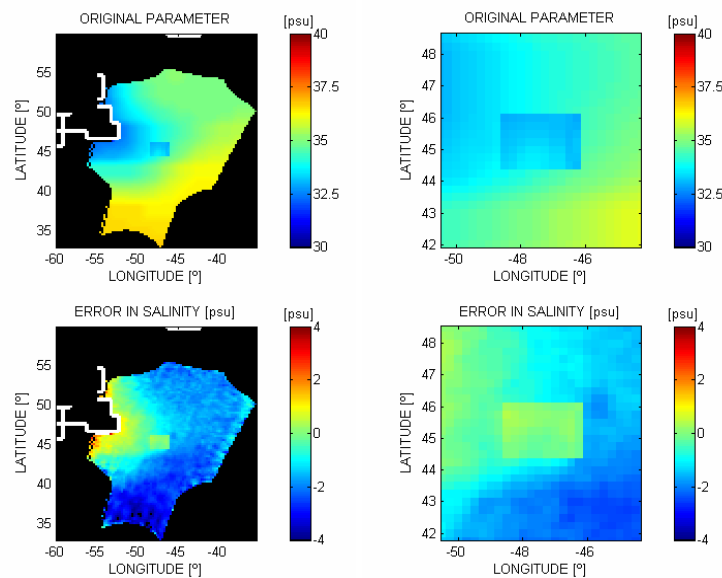 ORIGINAL PARAMETER [psu]
55
50
45
40
35
LATITUDE [º]
-60 -55 -50 -45 -40
LONGITUDE [º]
40
37.5
35
32.5
30
ORIGINAL PARAMETER [psu]
48
47
46
45
44
43
42
LATITUDE [º]
-50 -48 -46
LONGITUDE [º]
40
37.5
35
32.5
30
ERROR IN SALINITY [psu] [psu]
55
50
45
40
35
LATITUDE [º]
-60 -55 -50 -45 -40
LONGITUDE [º]
4
2
0
-2
-4
ERROR IN SALINITY [psu] [psu]
48
47
46
45
44
43
42
LATITUDE [º]
-50 -48 -46
LONGITUDE [º]
4
2
0
-2
-4